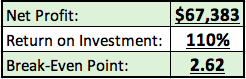 Net Profit: $67,383
Return on Investment: 110%
Break-Even Point: 2.62